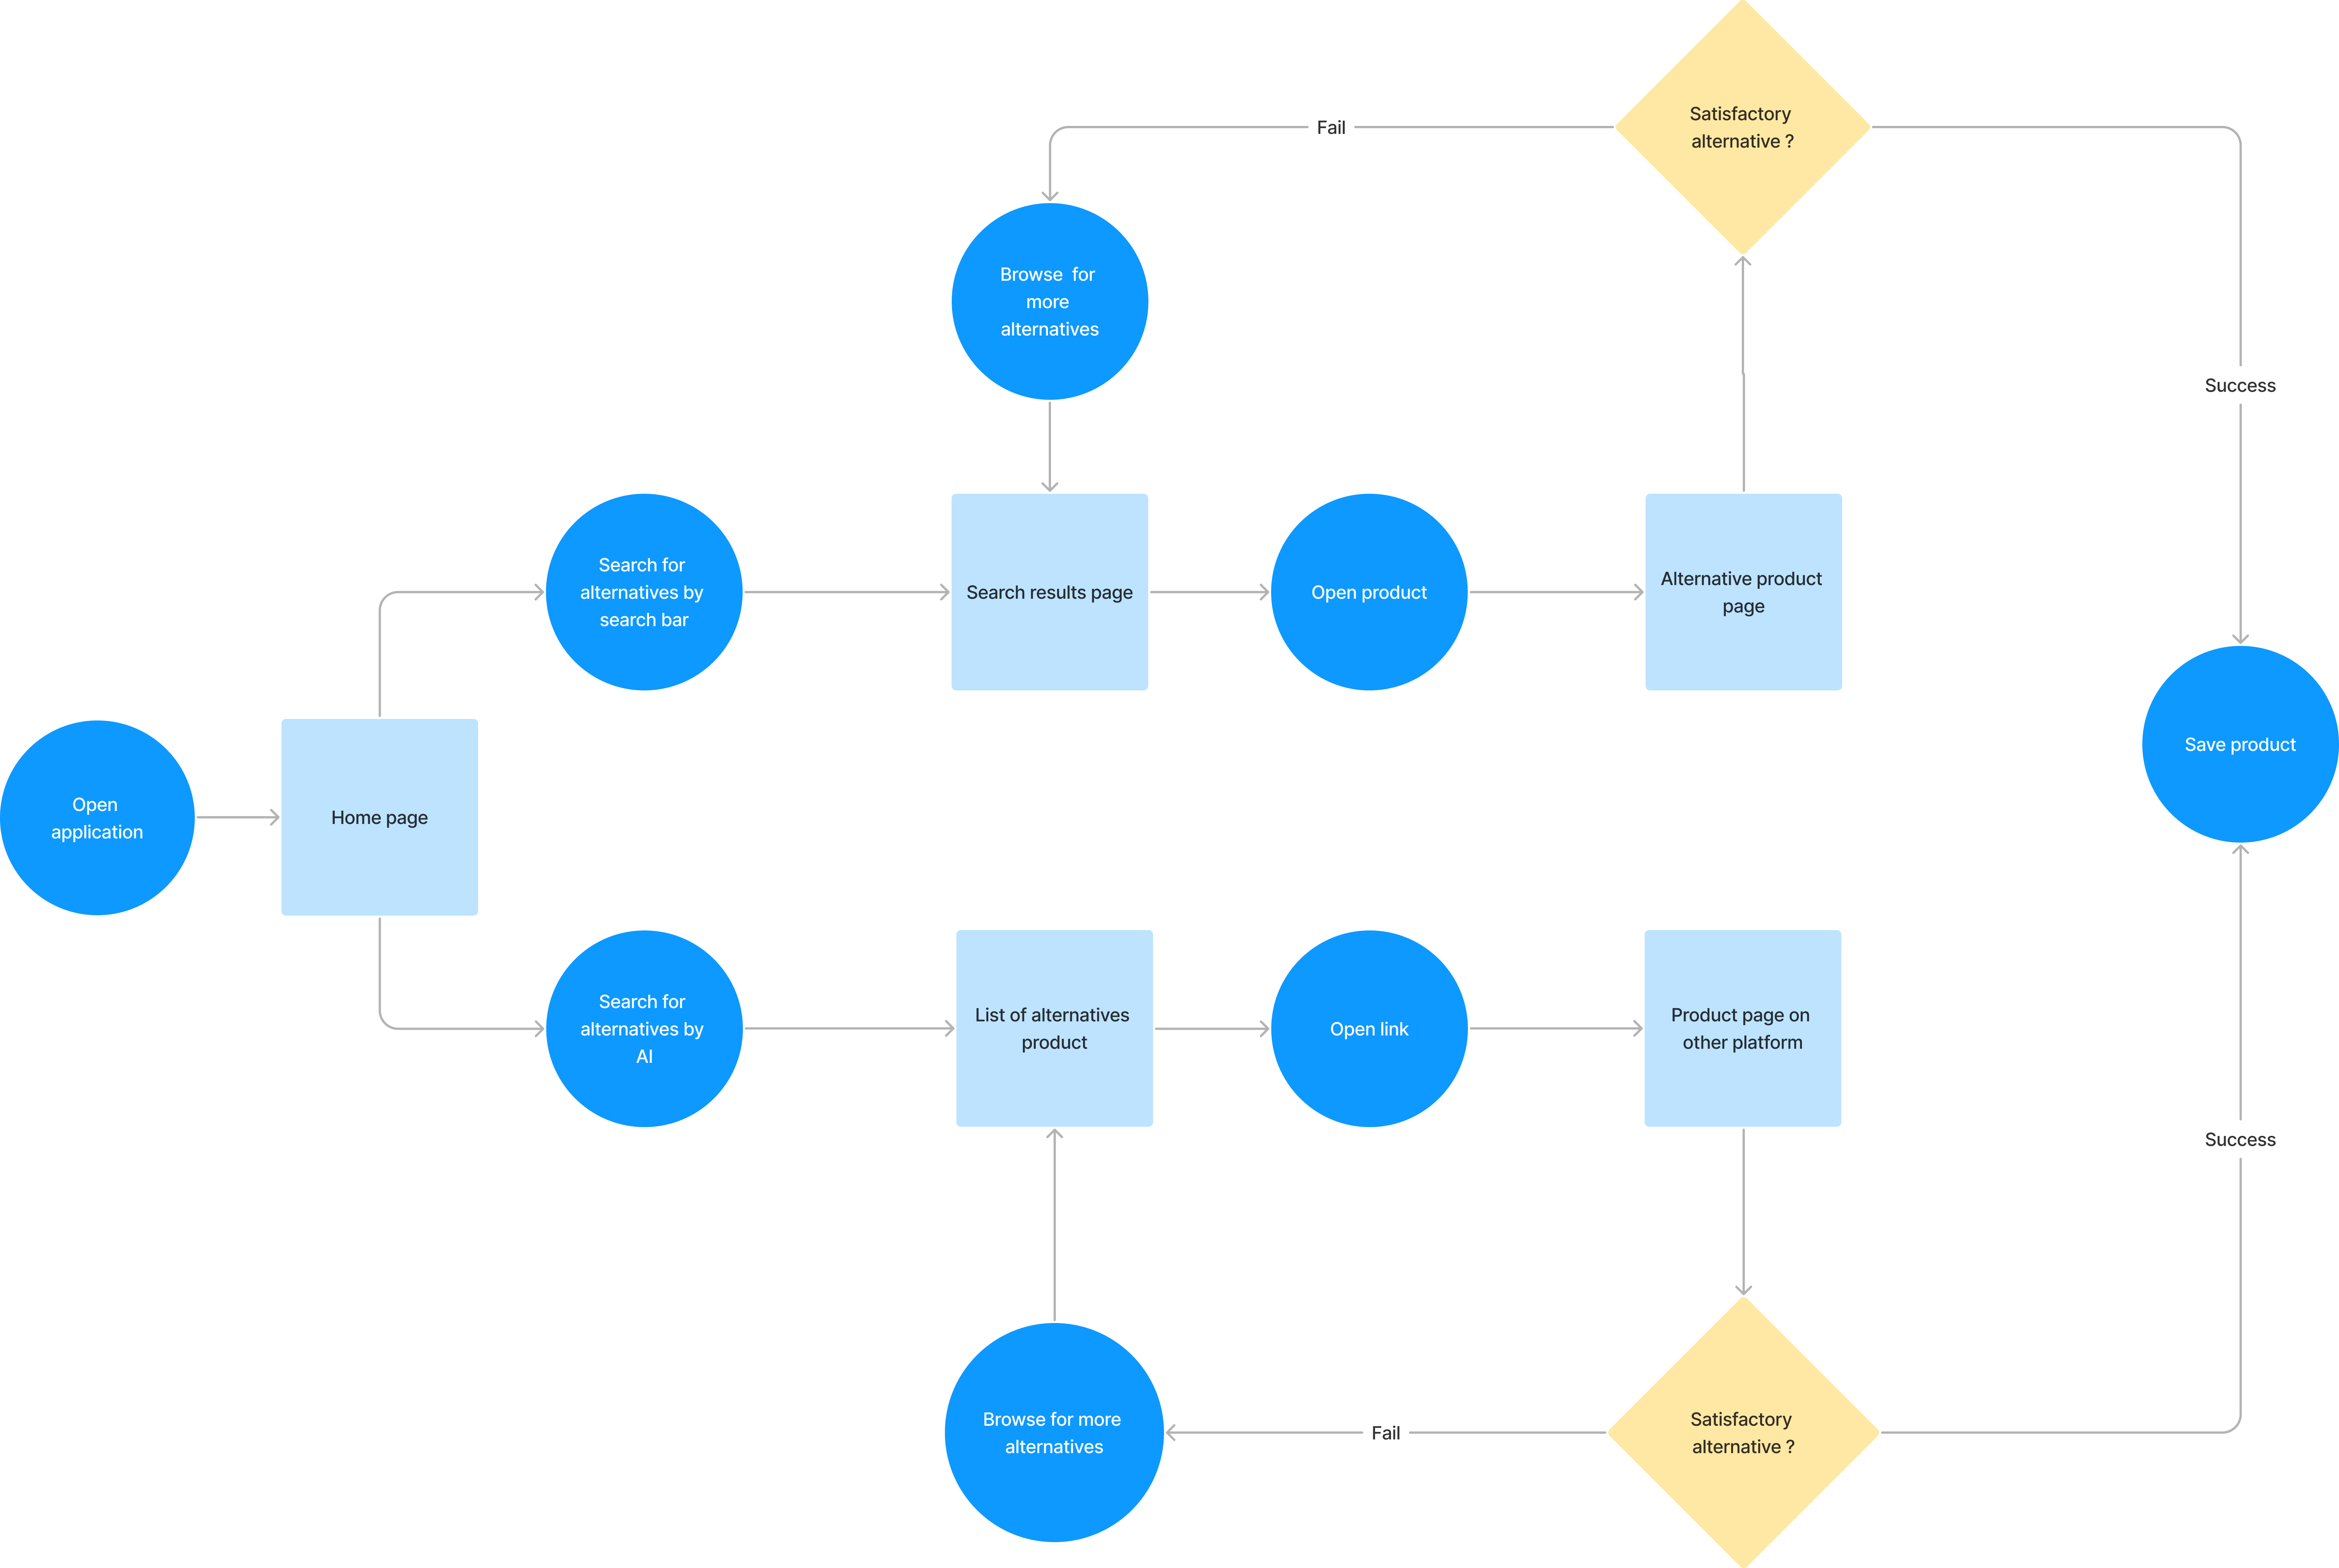 Satisfactory
alternative ?
Fail
Browse  for
more
alternatives
Success
Search for
alternatives by
search bar
Search results page
Open product
Alternative product
page
Save product
Open
application
Home page
Search for
alternatives by
AI
List of alternatives
product
Open link
Product page on
other platform
Success
Browse for more
alternatives
Fail
Satisfactory
alternative ?